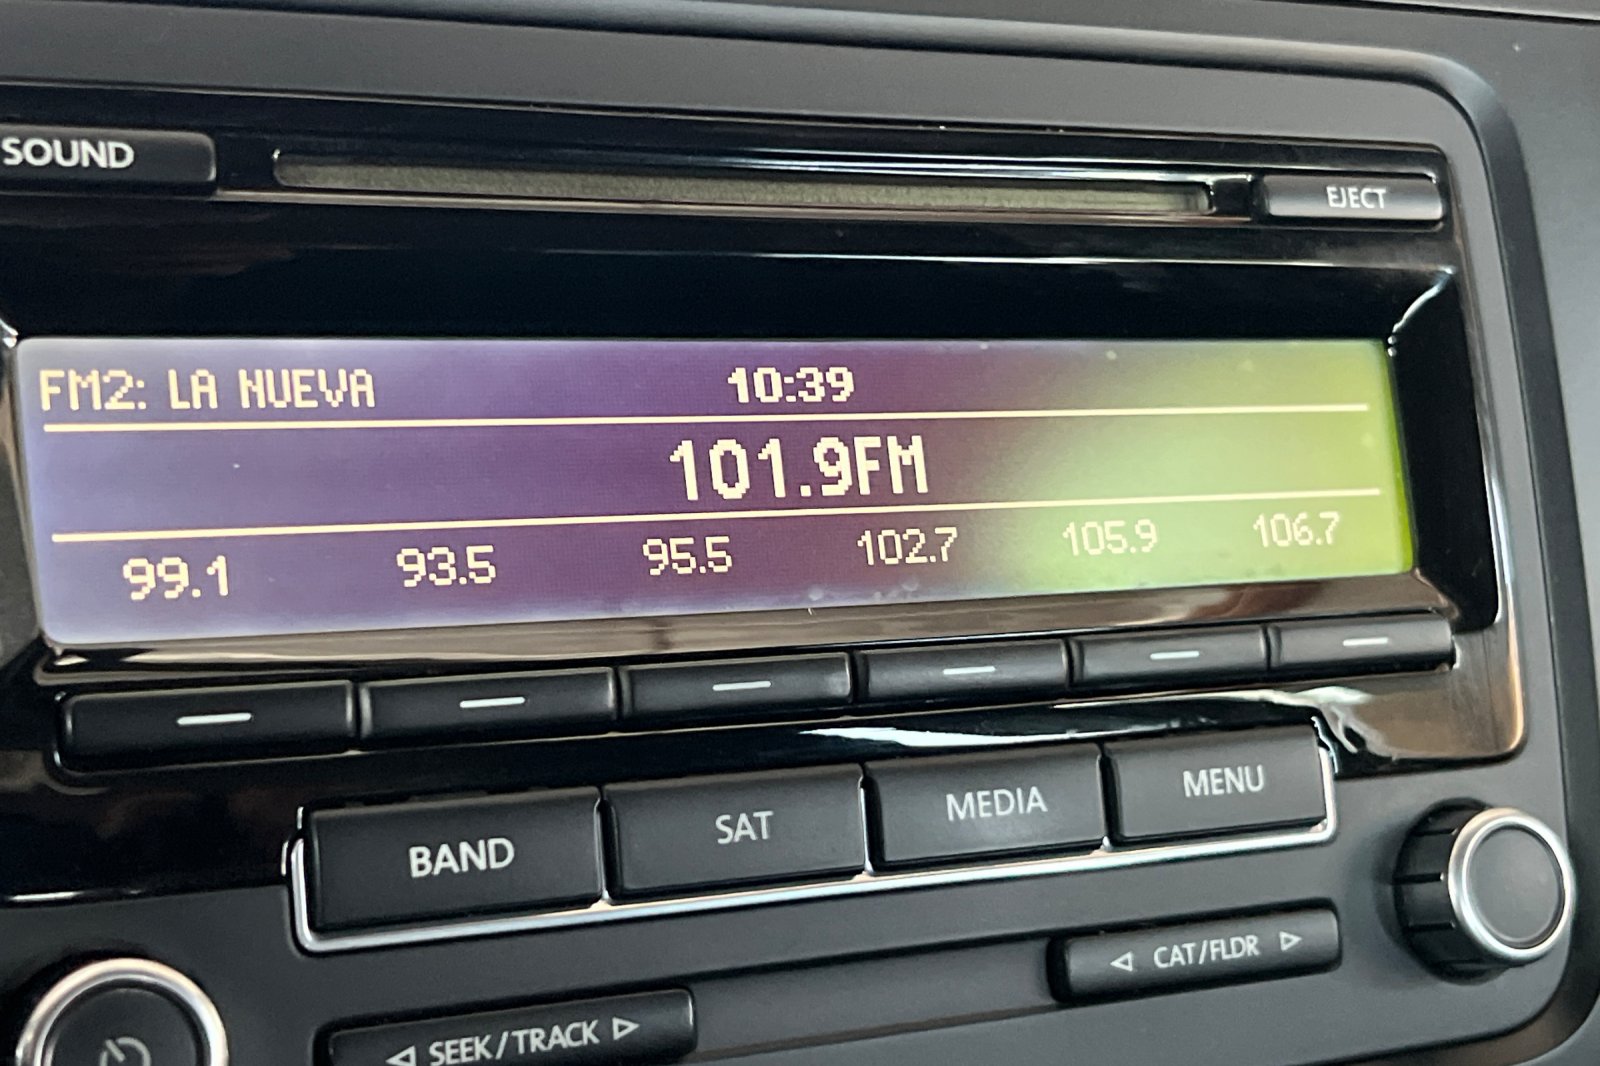 SOUND
EJECT
FM2: LA NUEVA 10:39
101.9FM
99.1 93.5 95.5 102.7 105.9 106.7
BAND SAT MEDIA MENU
◁ CAT/FLDR ▷
◁ SEEK/TRACK ▷